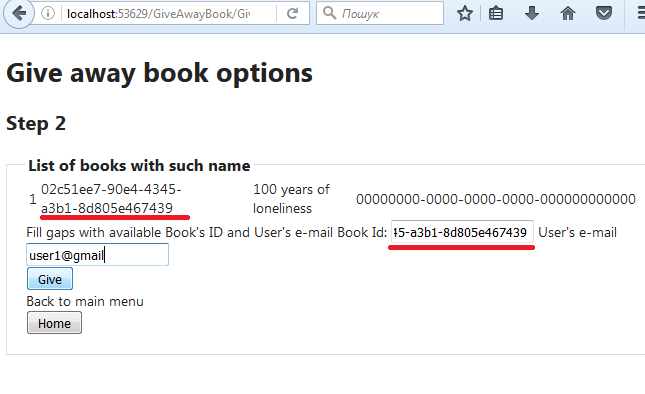 localhost:53629/GiveAwayBook/Giv
Пошук
Give away book options
Step 2
List of books with such name
1 02c51ee7-90e4-4345-a3b1-8d805e467439 100 years of loneliness 00000000-0000-0000-0000-000000000000
Fill gaps with available Book's ID and User's e-mail Book Id: 45-a3b1-8d805e467439 User's e-mail
user1@gmail
Give
Back to main menu
Home